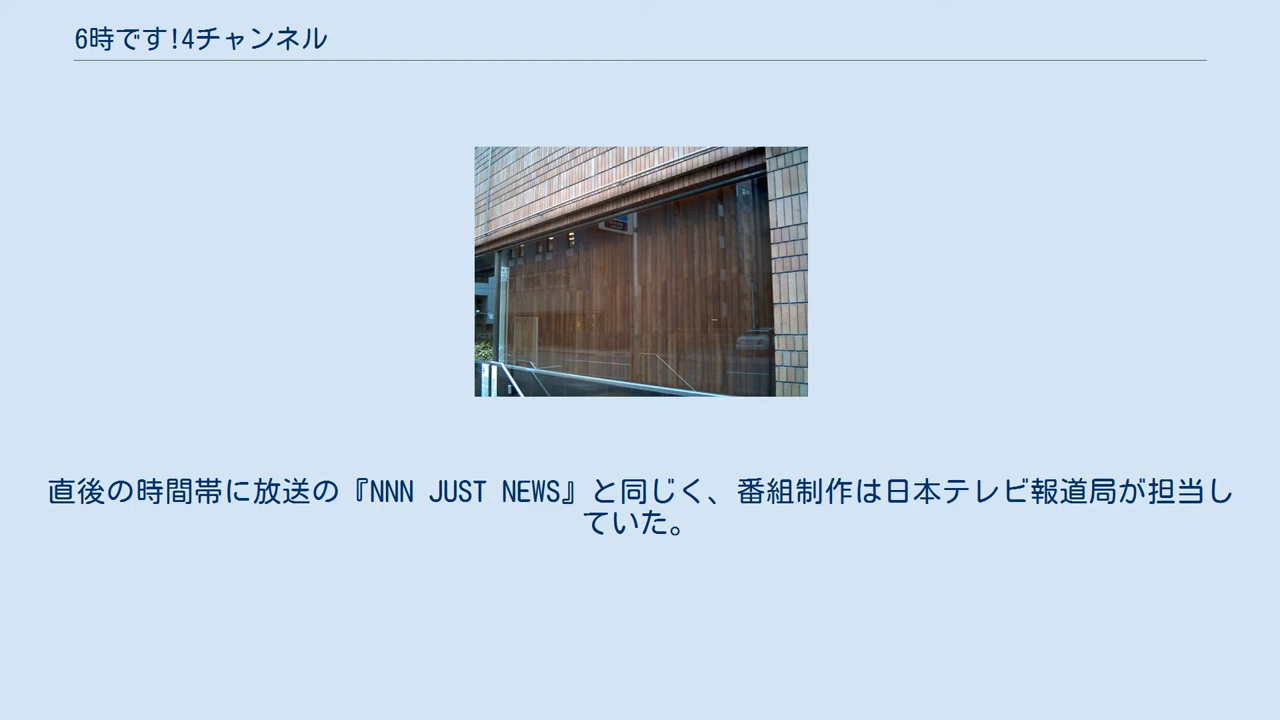 6時です!4チャンネル
直後の時間帯に放送の『NNN JUST NEWS』と同じく、番組制作は日本テレビ報道局が担当し
ていた。